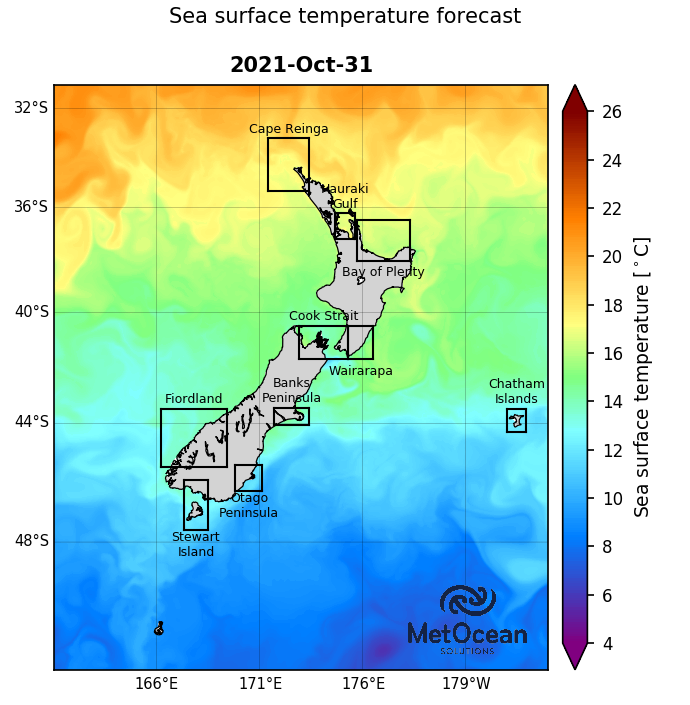 Sea surface temperature forecast
2021-Oct-31
32°S
36°S
40°S
44°S
48°S
Cape Reinga
Hauraki
Gulf
Bay of Plenty
Cook Strait
Wairarapa
Banks
Peninsula
Fiordland
Chatham
Islands
Otago
Peninsula
Stewart
Island
MetOcean
SOLUTIONS
166°E
171°E
176°E
179°W
26
24
22
20
18
16
14
12
10
8
6
4
Sea surface temperature [°C]